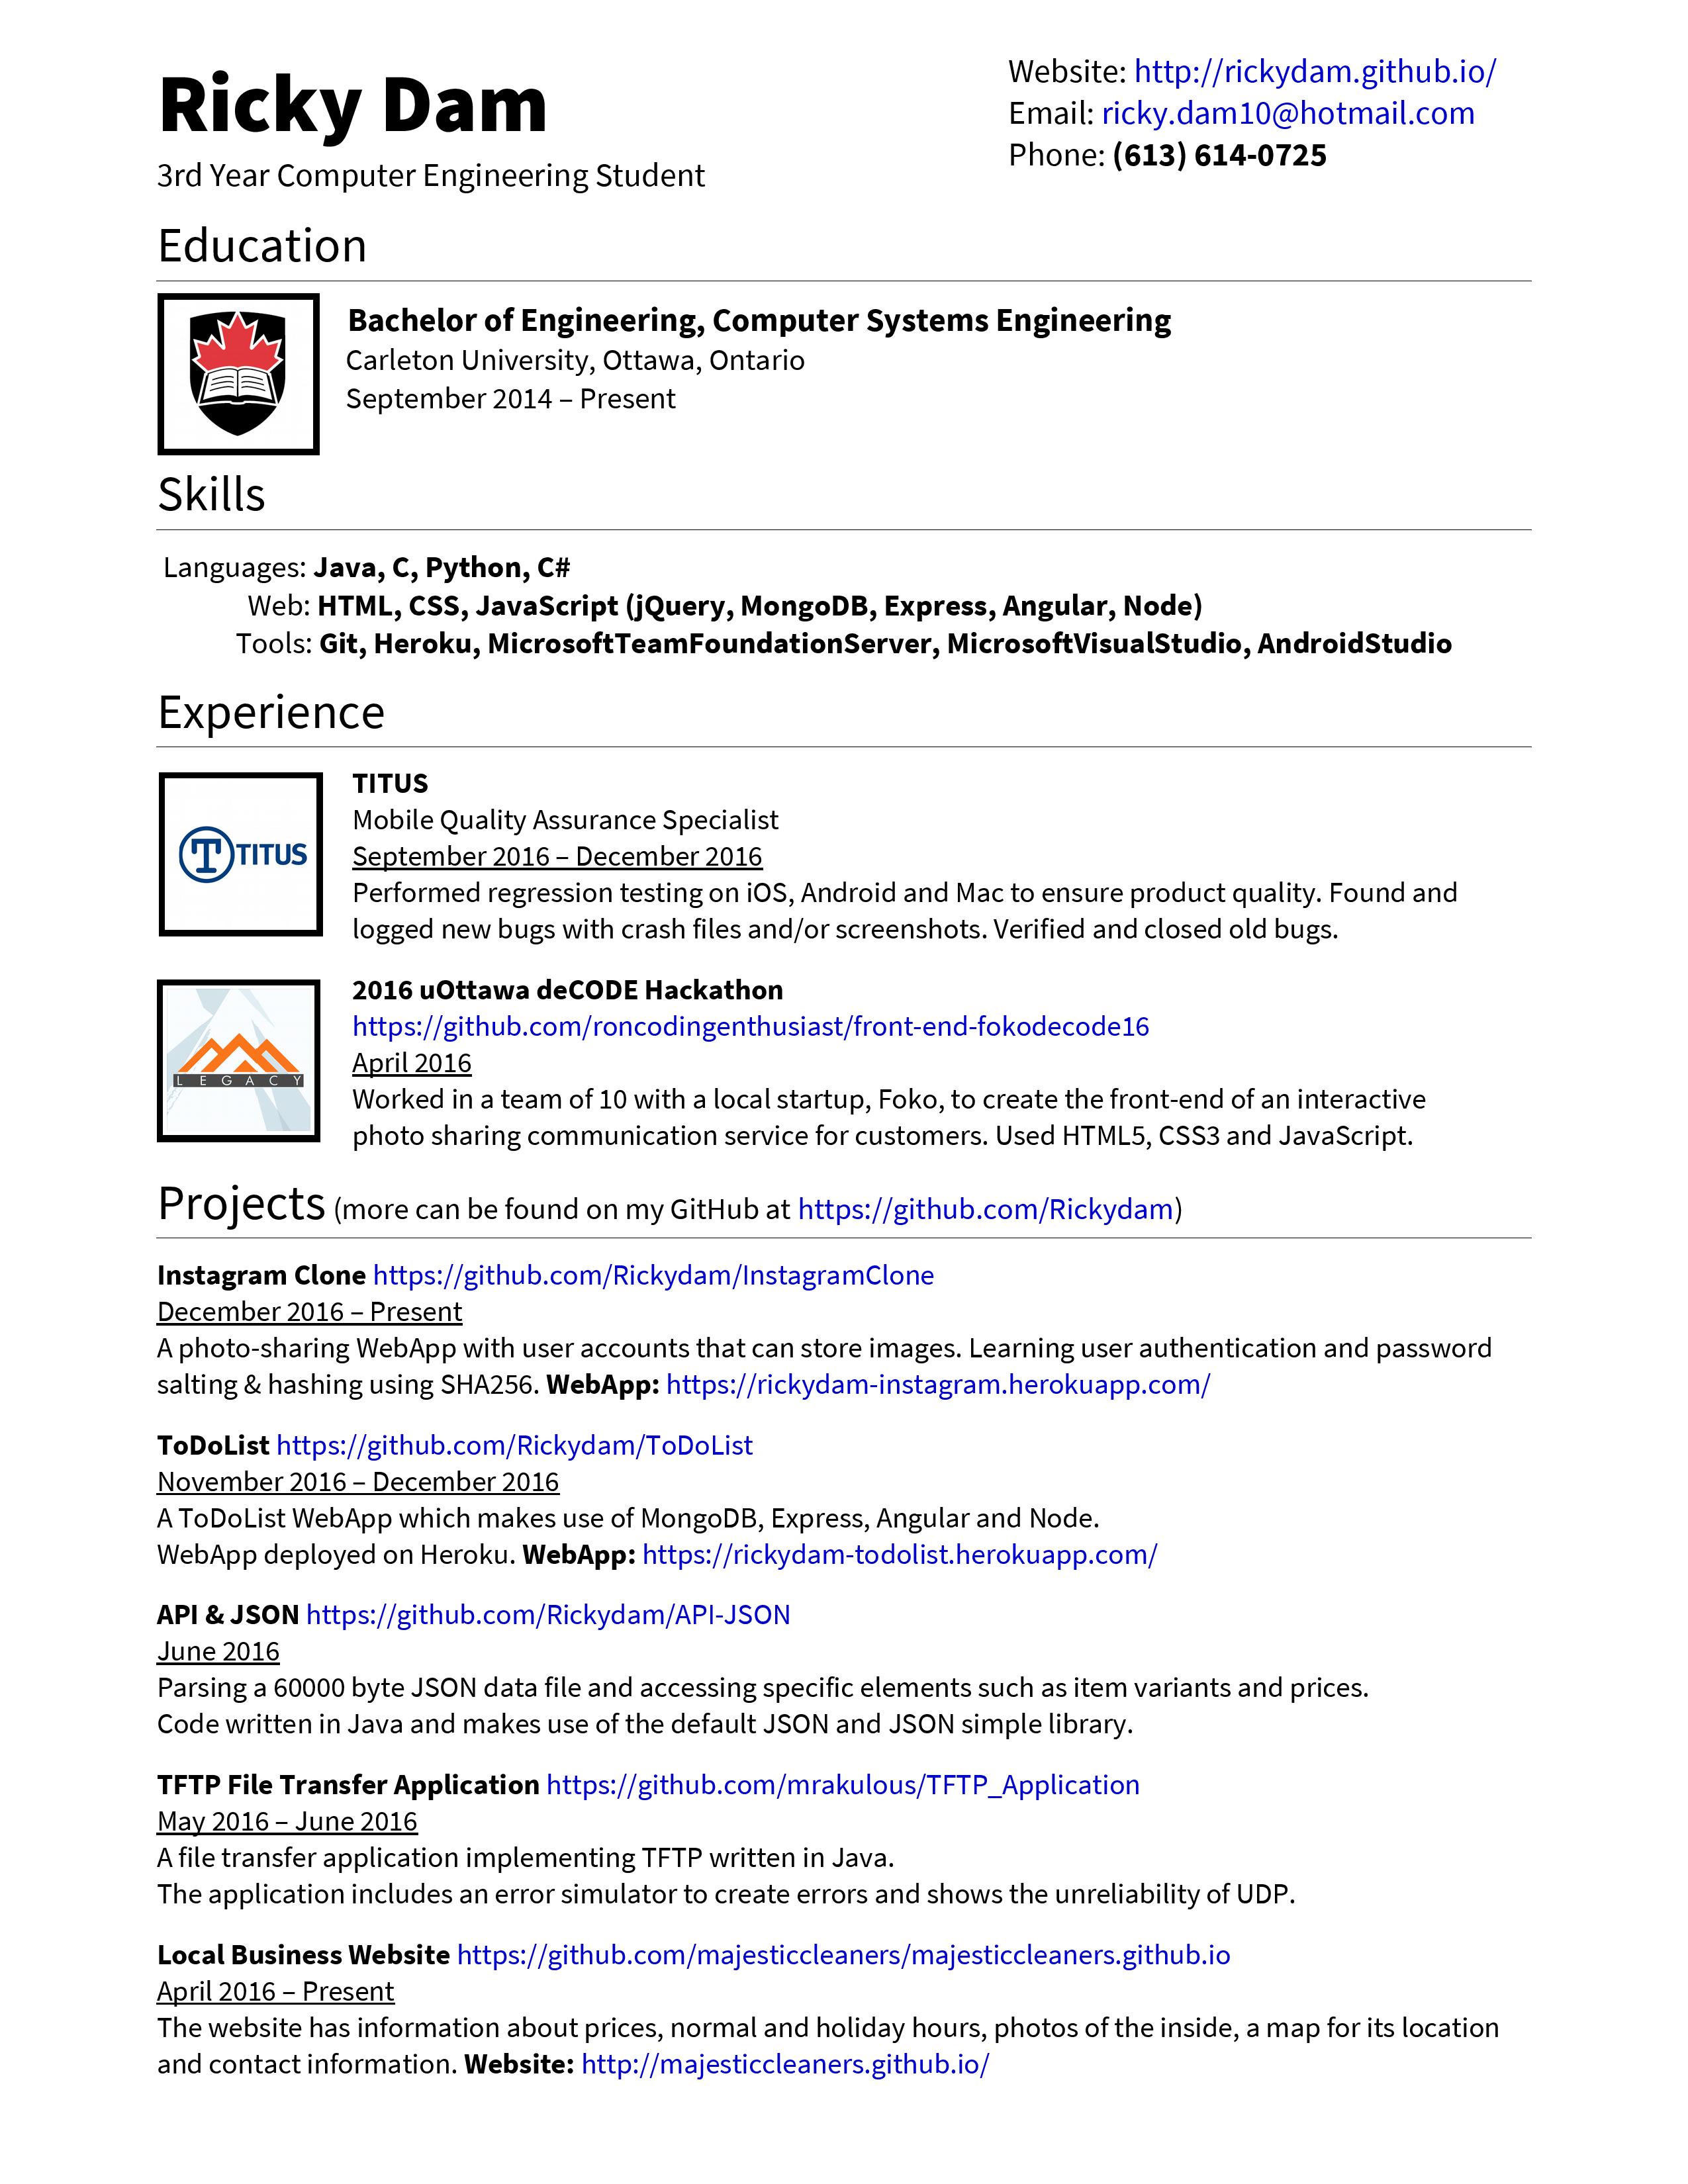 Ricky Dam
3rd Year Computer Engineering Student
Website: http://rickydam.github.io/
Email: ricky.dam10@hotmail.com
Phone: (613) 614-0725
Education
Bachelor of Engineering, Computer Systems Engineering
Carleton University, Ottawa, Ontario
September 2014 – Present
Skills
Languages: Java, C, Python, C#
Web: HTML, CSS, JavaScript (jQuery, MongoDB, Express, Angular, Node)
Tools: Git, Heroku, MicrosoftTeamFoundationServer, MicrosoftVisualStudio, AndroidStudio
Experience
T TITUS
TITUS
Mobile Quality Assurance Specialist
September 2016 – December 2016
Performed regression testing on iOS, Android and Mac to ensure product quality. Found and
logged new bugs with crash files and/or screenshots. Verified and closed old bugs.
LEGACY
2016 uOttawa deCODE Hackathon
https://github.com/roncodingenthusiast/front-end-fokodecode16
April 2016
Worked in a team of 10 with a local startup, Foko, to create the front-end of an interactive
photo sharing communication service for customers. Used HTML5, CSS3 and JavaScript.
Projects (more can be found on my GitHub at https://github.com/Rickydam)
Instagram Clone https://github.com/Rickydam/InstagramClone
December 2016 – Present
A photo-sharing WebApp with user accounts that can store images. Learning user authentication and password
salting & hashing using SHA256. WebApp: https://rickydam-instagram.herokuapp.com/
ToDoList https://github.com/Rickydam/ToDoList
November 2016 – December 2016
A ToDoList WebApp which makes use of MongoDB, Express, Angular and Node.
WebApp deployed on Heroku. WebApp: https://rickydam-todolist.herokuapp.com/
API & JSON https://github.com/Rickydam/API-JSON
June 2016
Parsing a 60000 byte JSON data file and accessing specific elements such as item variants and prices.
Code written in Java and makes use of the default JSON and JSON simple library.
TFTP File Transfer Application https://github.com/mrakulous/TFTP_Application
May 2016 – June 2016
A file transfer application implementing TFTP written in Java.
The application includes an error simulator to create errors and shows the unreliability of UDP.
Local Business Website https://github.com/majesticcleaners/majesticcleaners.github.io
April 2016 – Present
The website has information about prices, normal and holiday hours, photos of the inside, a map for its location
and contact information. Website: http://majesticcleaners.github.io/